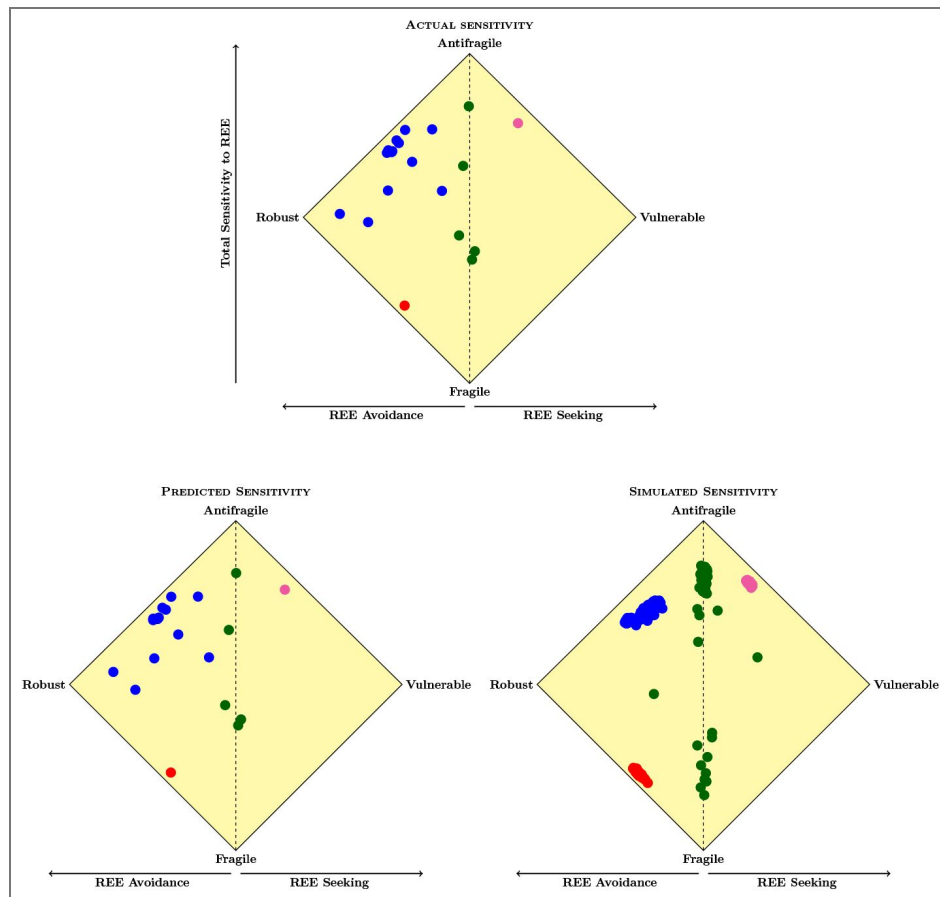 ACTUAL SENSITIVITY
Antifragile
Total Sensitivity to REE
Robust
Vulnerable
Fragile
REE Avoidance
REE Seeking
PREDICTED SENSITIVITY
Antifragile
Robust
Vulnerable
Fragile
REE Avoidance
REE Seeking
SIMULATED SENSITIVITY
Antifragile
Robust
Vulnerable
Fragile
REE Avoidance
REE Seeking